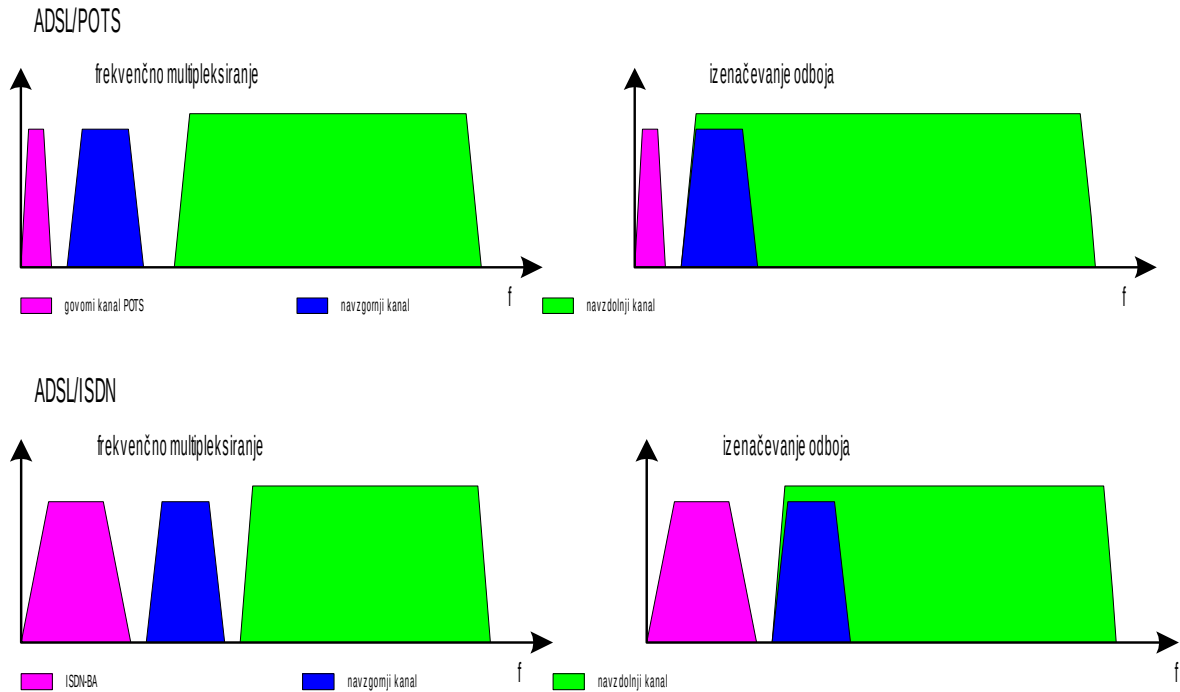 ADSL/POTS
frekvenčno multipleksiranje
izenačevanje odboja
f
f
govorni kanal POTS
navzgornji kanal
navzdolnji kanal
ADSL/ISDN
frekvenčno multipleksiranje
izenačevanje odboja
f
f
ISDN-BA
navzgornji kanal
navzdolnji kanal